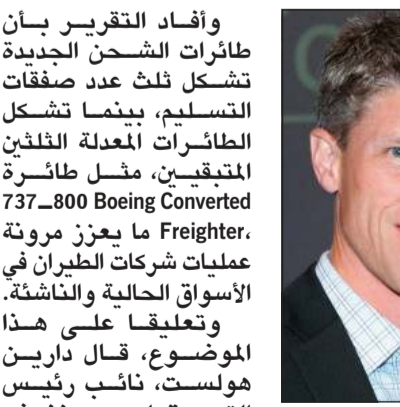 وأفاد التقرير بأن
طائرات الشحن الجديدة
تشكل ثلث عدد صفقات
التسليم، بينما تشكل
الطائرات المعدلة الثلثين
المتبقيين، مثل طائرة
737–800 Boeing Converted
Freighter، ما يعزز مرونة
عمليات شركات الطيران في
الأسواق الحالية والناشئة.
وتعليقا على هذا
الموضوع، قال دارين
هولست، نائب رئيس